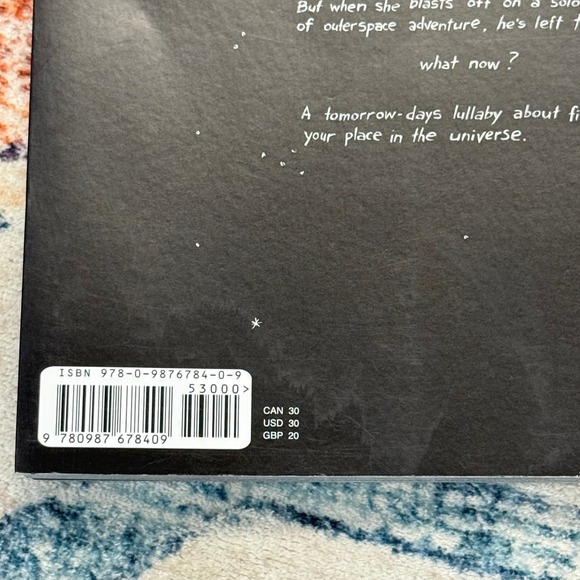 But when she blasts off on a solo
of outerspace adventure, he's left
what now?
A tomorrow-days lullaby about
your place in the universe.
ISBN 978-0-9876784-0-9
53000>
9 780987 678409
CAN 30
USD 30
GBP 20